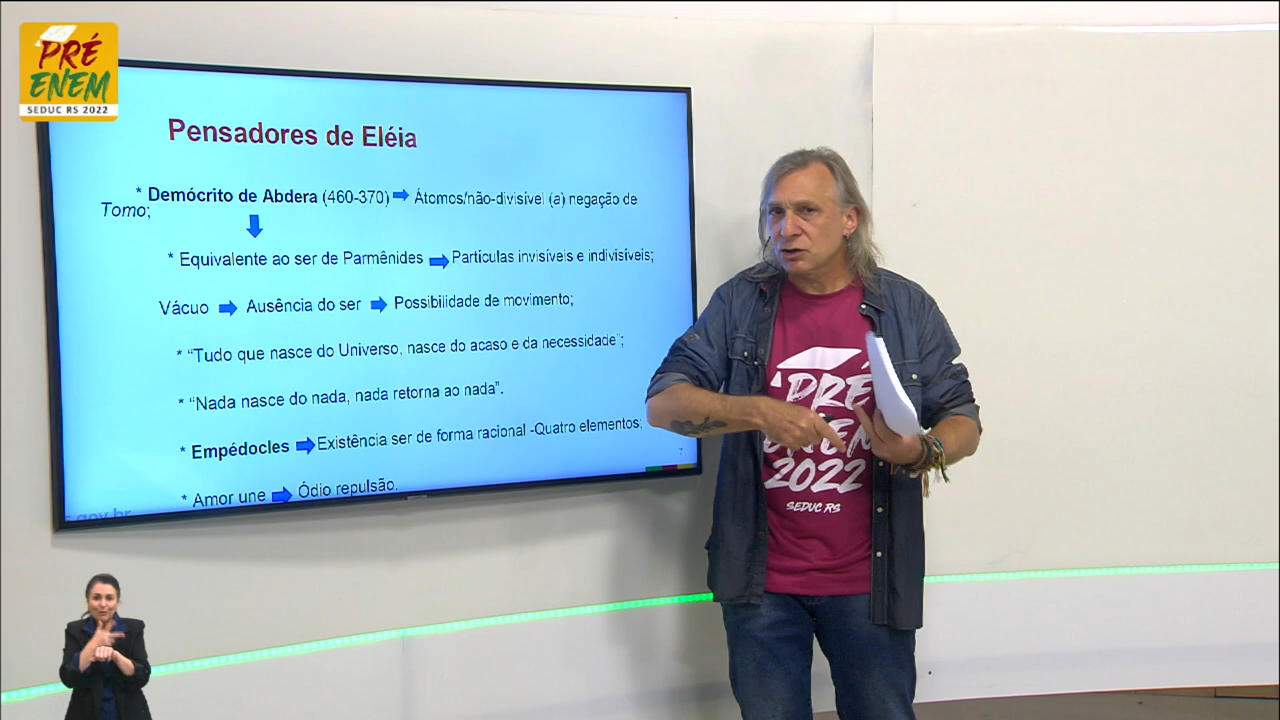 PRÉ
ENEM
SEDUC RS 2022
Pensadores de Eléia
* Demócrito de Abdera (460-370) Átomos/não-divisível (a) negação de
Tomo;
* Equivalente ao ser de Parmênides Partículas invisíveis e indivisíveis;
Vácuo Ausência do ser Possibilidade de movimento;
* "Tudo que nasce do Universo, nasce do acaso e da necessidade";
* "Nada nasce do nada, nada retorna ao nada".
* Empédocles Existência ser de forma racional -Quatro elementos;
7
* Amor une Ódio repulsão.
PRÉ
ENEM
2022
SEDUC RS